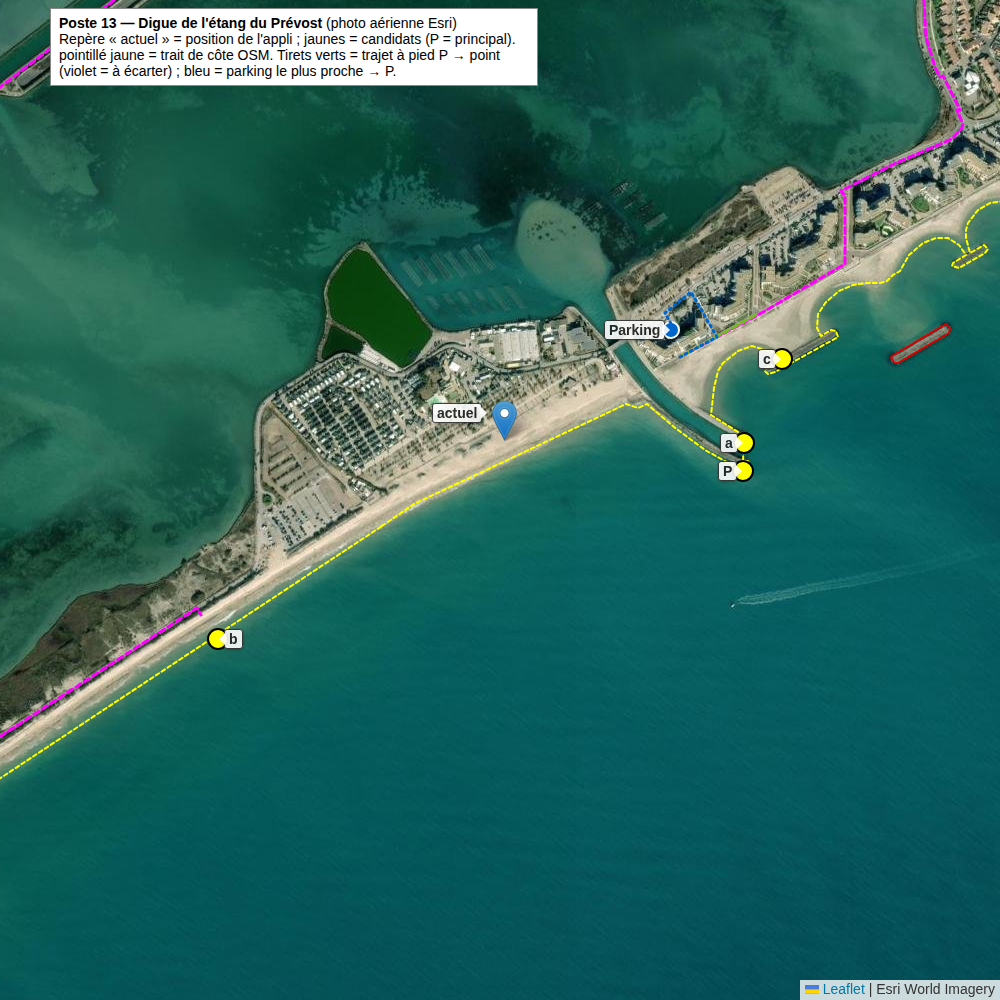 Poste 13 — Digue de l'étang du Prévost (photo aérienne Esri)
Repère « actuel » = position de l'appli ; jaunes = candidats (P = principal).
pointillé jaune = trait de côte OSM. Tirets verts = trajet à pied P → point
(violet = à écarter) ; bleu = parking le plus proche → P.
Parking
c
actuel
a
P
b
Leaflet | Esri World Imagery